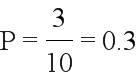 P = 3/10 = 0.3